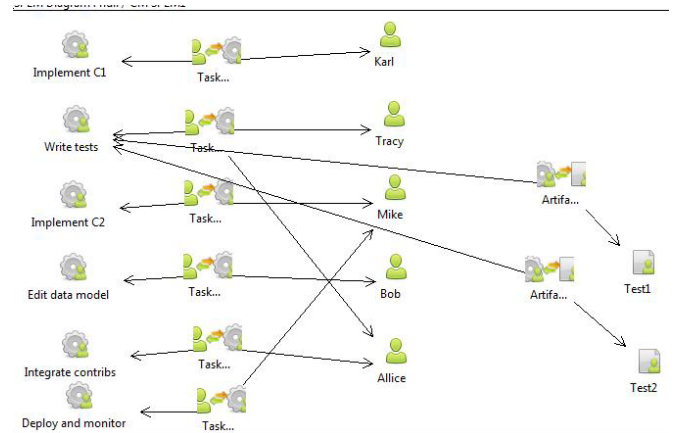 Implement C1
Task...
Karl
Write tests
Task...
Tracy
Artifa...
Implement C2
Task...
Mike
Edit data model
Task...
Bob
Artifa...
Test1
Integrate contribs
Task...
Allice
Test2
Deploy and monitor
Task...